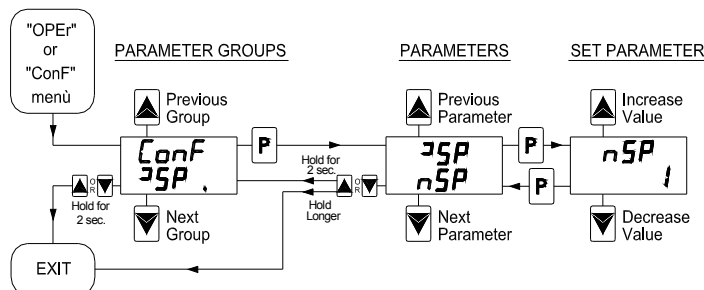 "OPEr"
or
"ConF"
menù
PARAMETER GROUPS
PARAMETERS
SET PARAMETER
Previous
Group
Previous
Parameter
Increase
Value
ConF
ᴲSP.
P
Hold for
2 sec.
OR
Hold
Longer
ᴲSP
nSP
P
P
nSP
1
OR
Hold for
2 sec.
Next
Group
Next
Parameter
Decrease
Value
EXIT